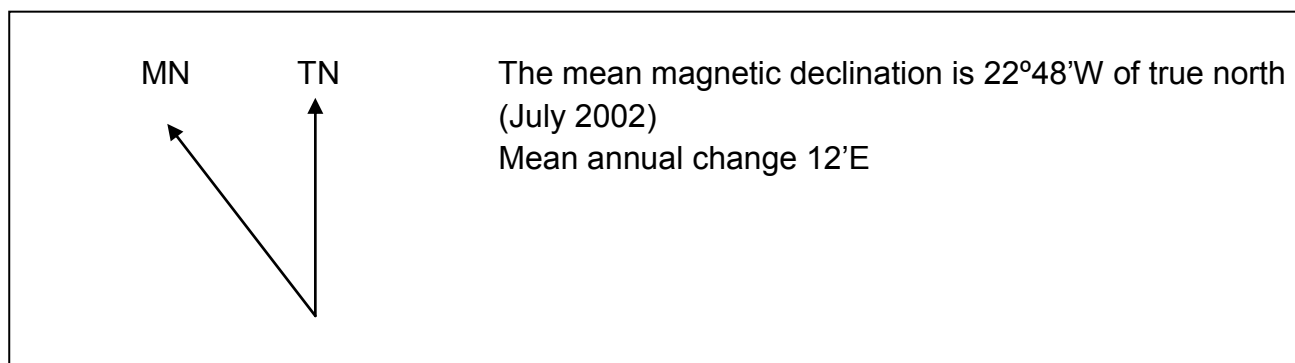 MN TN The mean magnetic declination is 22º48’W of true north
(July 2002)
Mean annual change 12’E